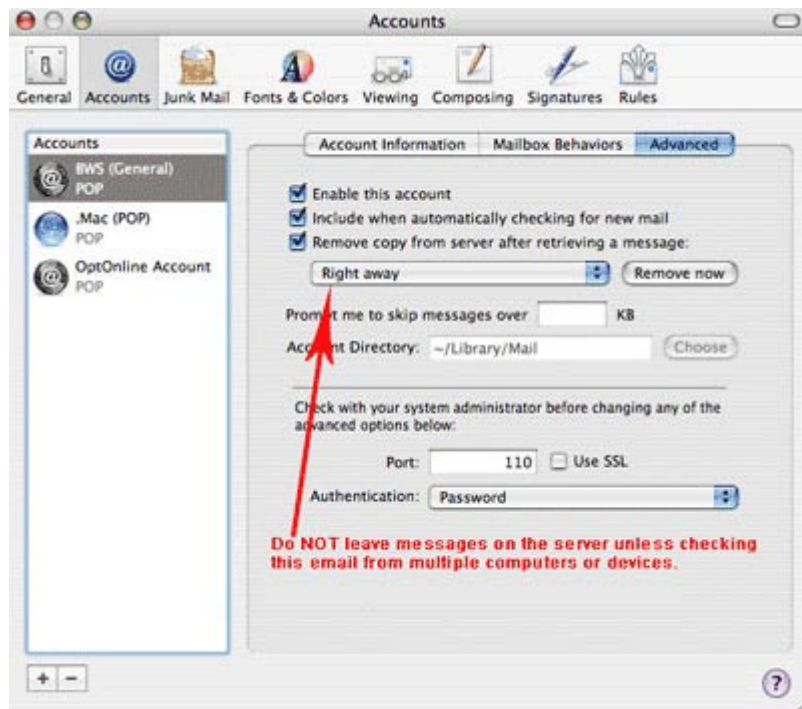 Accounts
General Accounts Junk Mail Fonts & Colors Viewing Composing Signatures Rules
Accounts
BWS (General)
POP
.Mac (POP)
POP
OptOnline Account
POP
Account Information Mailbox Behaviors Advanced
Enable this account
Include when automatically checking for new mail
Remove copy from server after retrieving a message:
Right away Remove now
Prompt me to skip messages over KB
Account Directory: ~/Library/Mail Choose
Check with your system administrator before changing any of the
advanced options below:
Port: 110 Use SSL
Authentication: Password
Do NOT leave messages on the server unless checking
this email from multiple computers or devices.
+ -
?